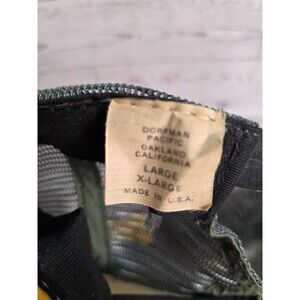 DORFMAN
PACIFIC
OAKLAND
CALIFORNIA
LARGE
X-LARGE
MADE IN U.S.A.